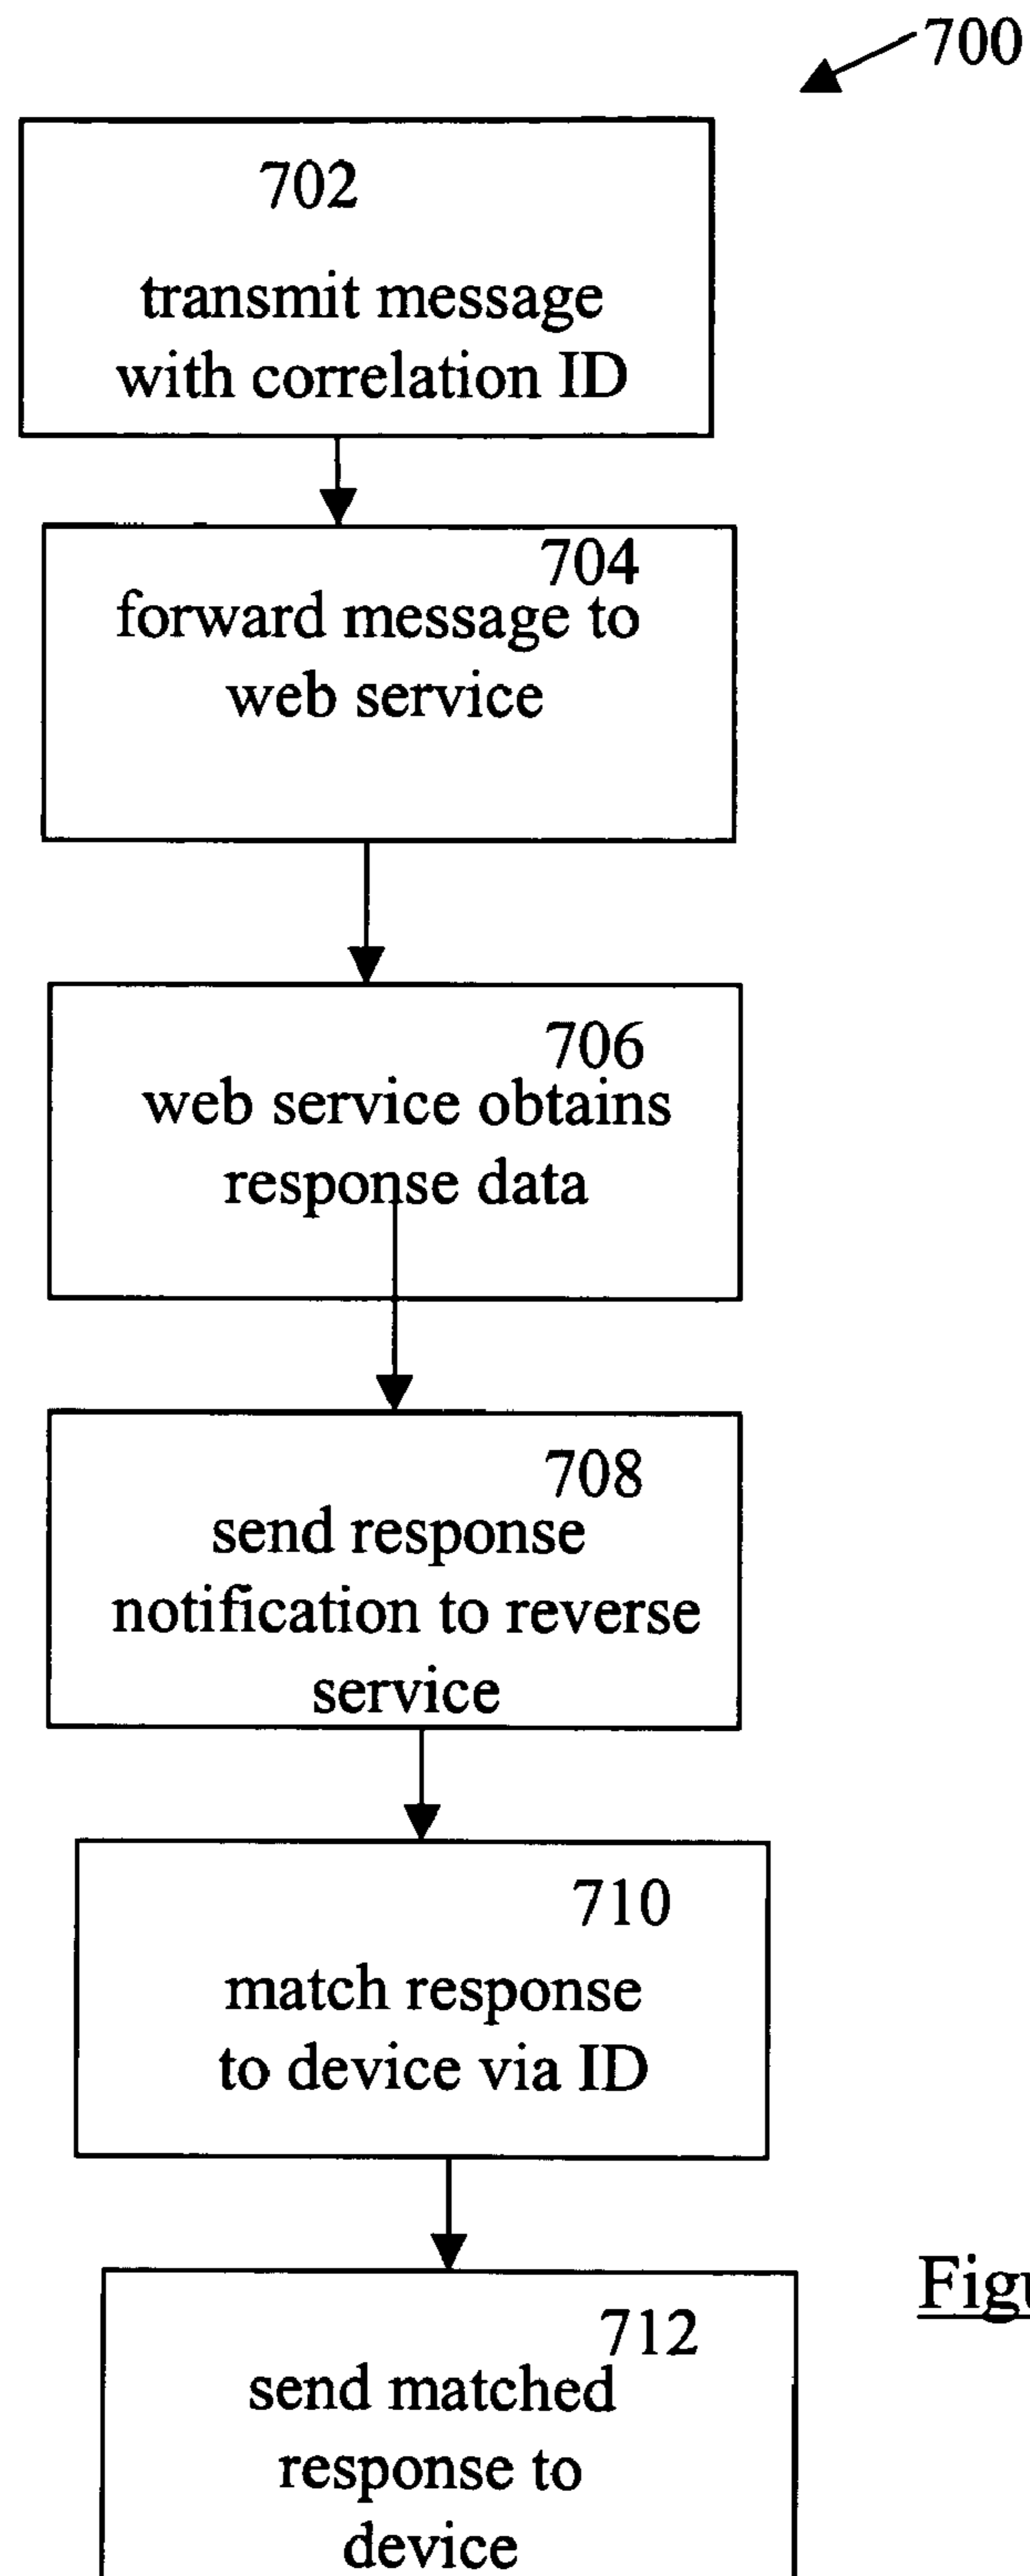 700
702
transmit message
with correlation ID
704
forward message to
web service
706
web service obtains
response data
708
send response
notification to reverse
service
710
match response
to device via ID
712
send matched
response to
device